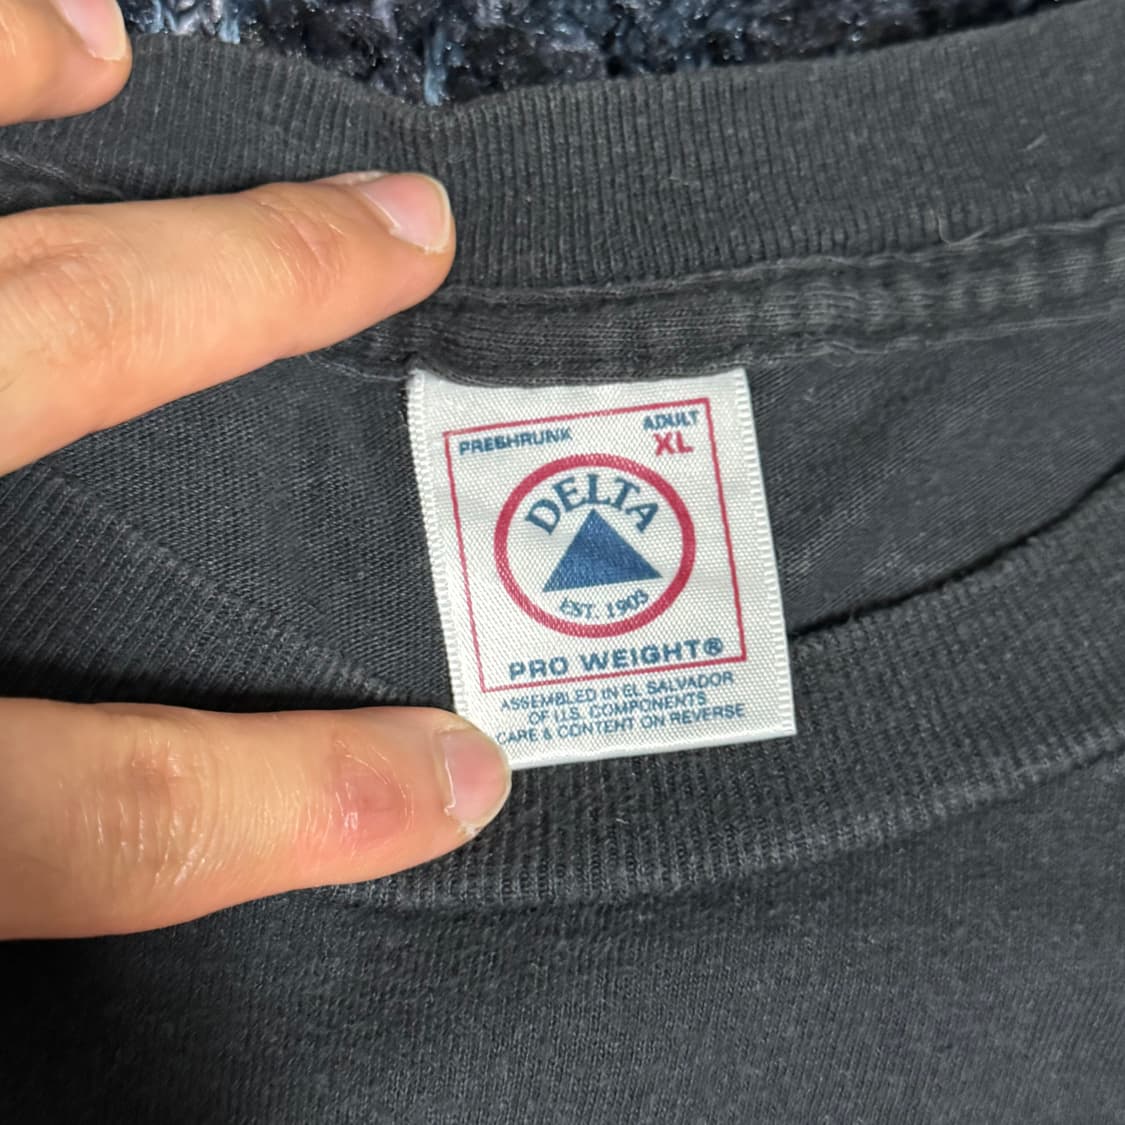 PRESHRUNK
ADULT
XL
DELTA
EST. 1903
PRO WEIGHT®
ASSEMBLED IN EL SALVADOR
OF U.S. COMPONENTS
CARE & CONTENT ON REVERSE